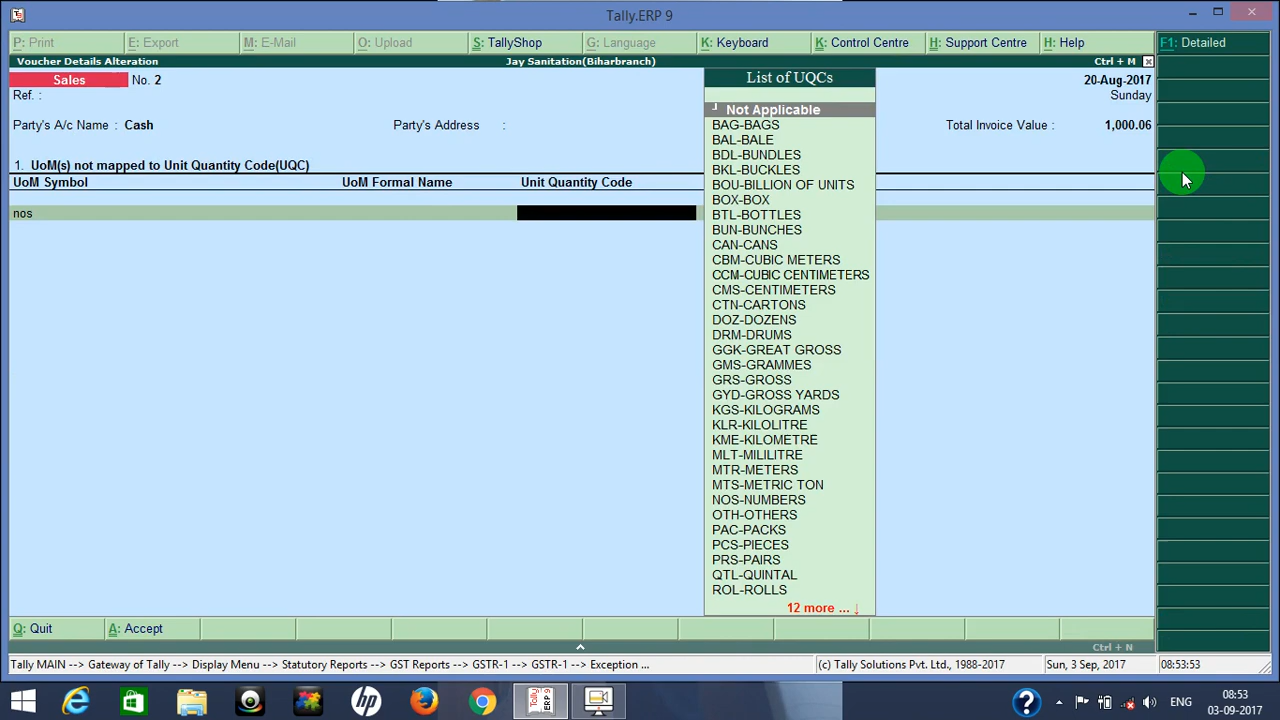 Tally.ERP 9
P: Print
E: Export
M: E-Mail
O: Upload
S: TallyShop
G: Language
K: Keyboard
K: Control Centre
H: Support Centre
H: Help
F1: Detailed
Voucher Details Alteration
Jay Sanitation(Biharbranch)
Ctrl + M
Sales No. 2
20-Aug-2017
Ref. :
Sunday
Party's A/c Name : Cash
Party's Address :
Total Invoice Value : 1,000.06
1. UoM(s) not mapped to Unit Quantity Code(UQC)
UoM Symbol
UoM Formal Name
Unit Quantity Code
nos
List of UQCs
Not Applicable
BAG-BAGS
BAL-BALE
BDL-BUNDLES
BKL-BUCKLES
BOU-BILLION OF UNITS
BOX-BOX
BTL-BOTTLES
BUN-BUNCHES
CAN-CANS
CBM-CUBIC METERS
CCM-CUBIC CENTIMETERS
CMS-CENTIMETERS
CTN-CARTONS
DOZ-DOZENS
DRM-DRUMS
GGK-GREAT GROSS
GMS-GRAMMES
GRS-GROSS
GYD-GROSS YARDS
KGS-KILOGRAMS
KLR-KILOLITRE
KME-KILOMETRE
MLT-MILILITRE
MTR-METERS
MTS-METRIC TON
NOS-NUMBERS
OTH-OTHERS
PAC-PACKS
PCS-PIECES
PRS-PAIRS
QTL-QUINTAL
ROL-ROLLS
12 more ... ↓
Q: Quit
A: Accept
Ctrl + N
Tally MAIN --> Gateway of Tally --> Display Menu --> Statutory Reports --> GST Reports --> GSTR-1 --> GSTR-1 --> Exception ...
(c) Tally Solutions Pvt. Ltd., 1988-2017
Sun, 3 Sep, 2017
08:53:53
Tally
ERP 9
hp
ENG
08:53
03-09-2017